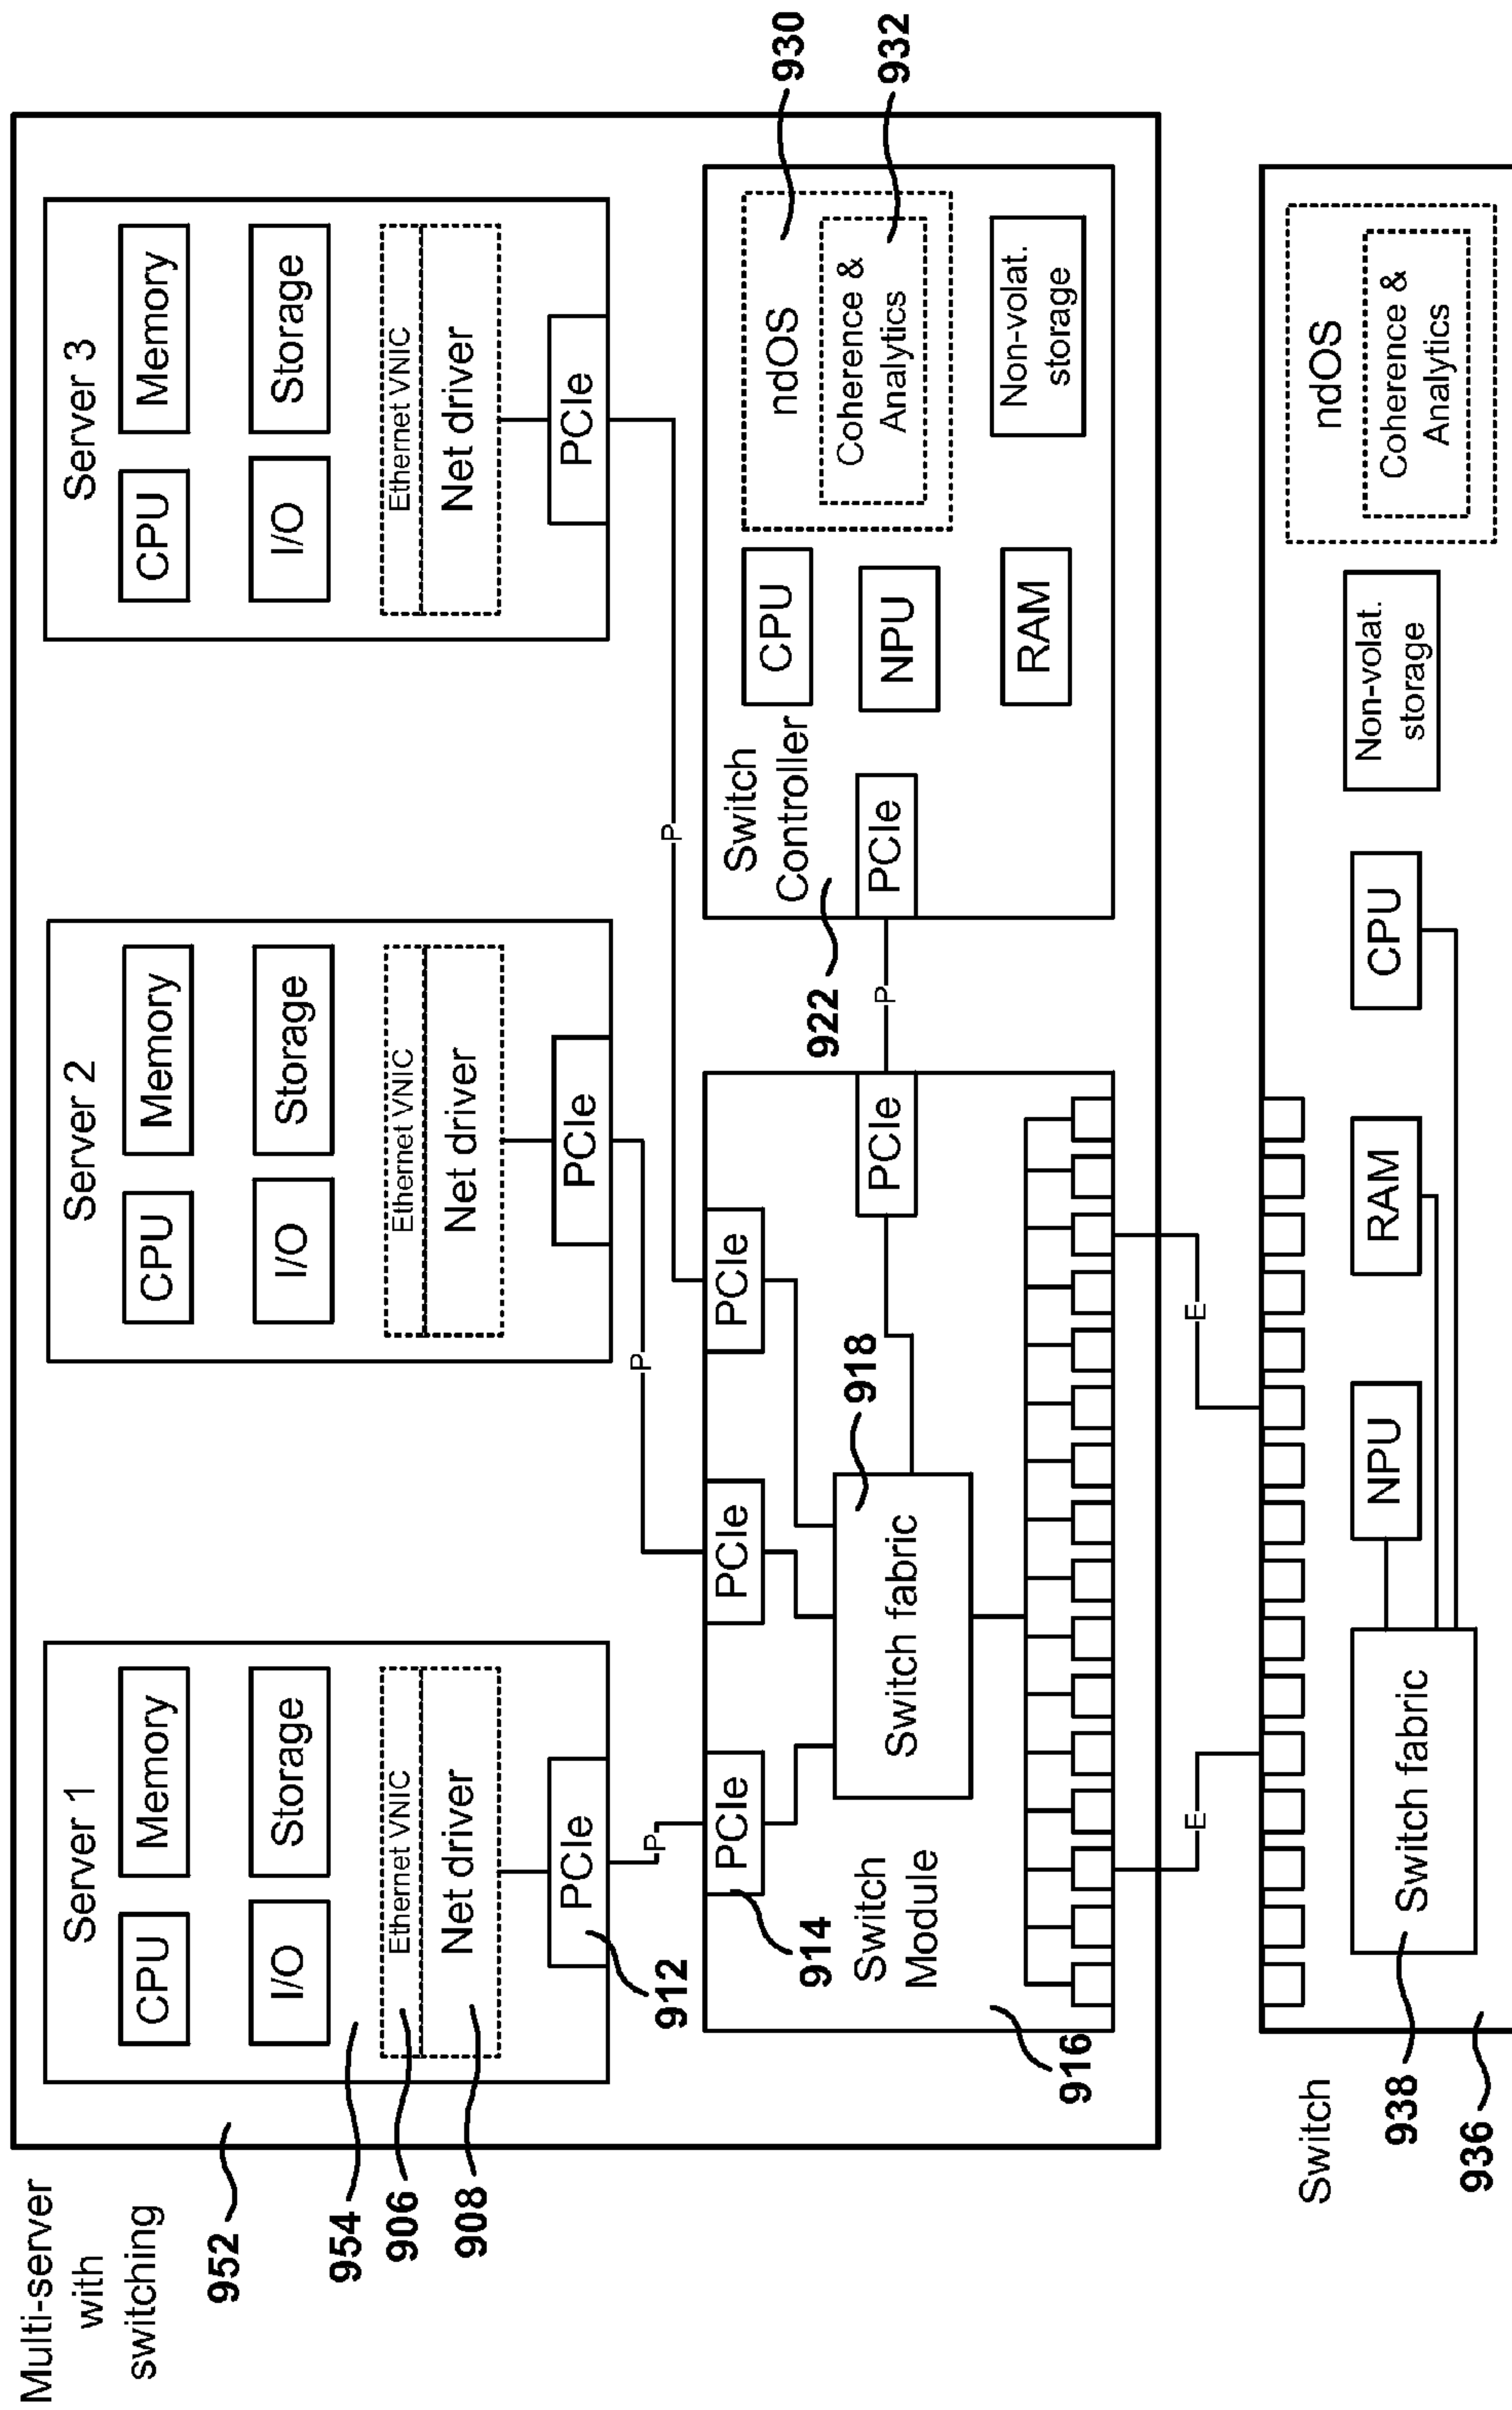 Multi-server
with
switching
952
954
906
908
Server 1
CPU
Memory
I/O
Storage
Ethernet VNIC
Net driver
PCIe
912
Server 2
CPU
Memory
I/O
Storage
Ethernet VNIC
Net driver
PCIe
Server 3
CPU
Memory
I/O
Storage
Ethernet VNIC
Net driver
PCIe
P
P
P
PCIe
914
PCIe
PCIe
Switch
Module
916
Switch fabric
918
PCIe
P
922
Switch
Controller
PCIe
CPU
NPU
RAM
ndOS
Coherence &
Analytics
Non-volat.
storage
930
932
E
E
Switch
938
936
Switch fabric
NPU
RAM
CPU
Non-volat.
storage
ndOS
Coherence &
Analytics